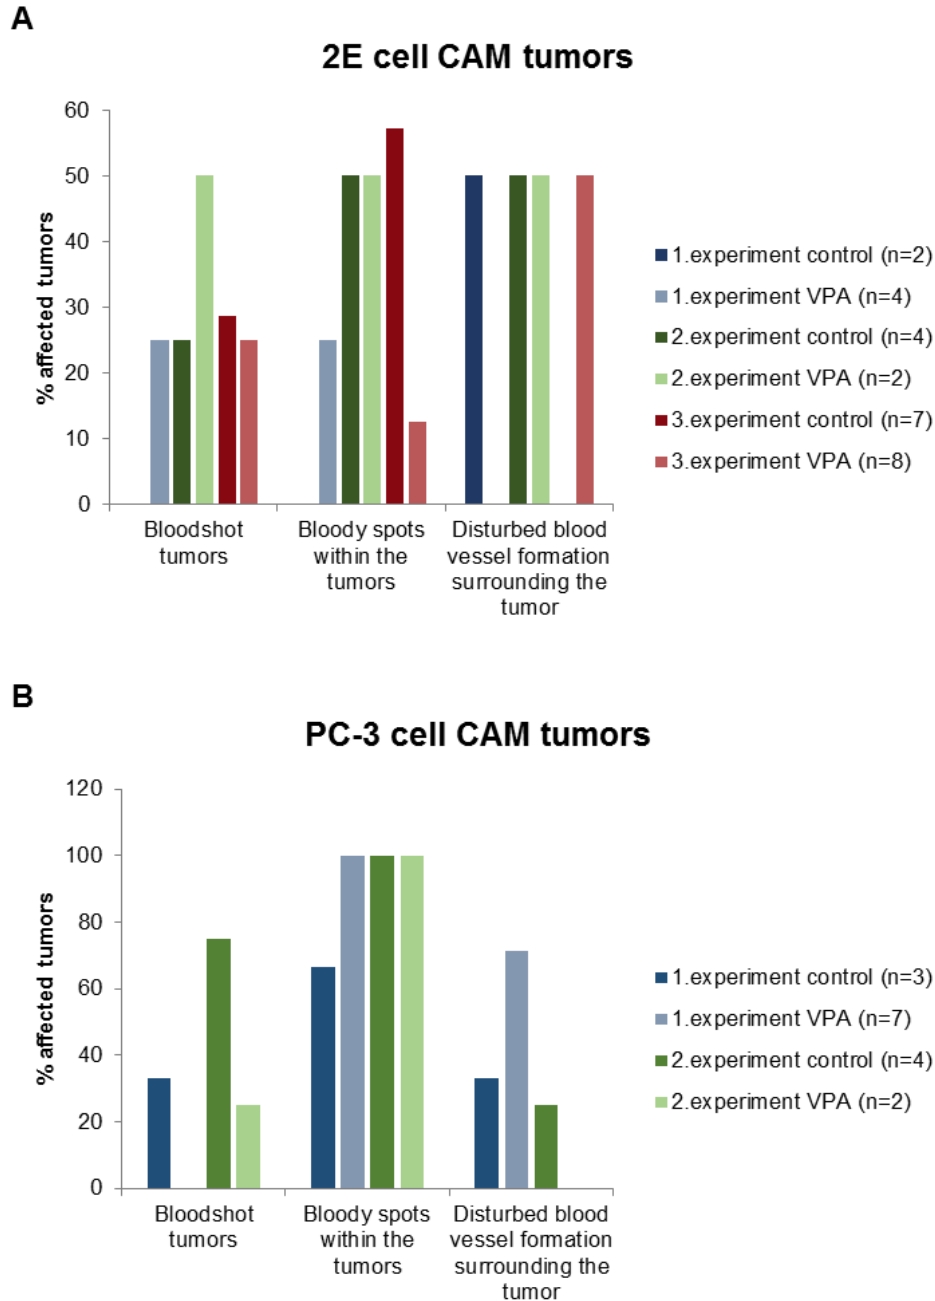 A
2E cell CAM tumors
60
50
40
30
20
10
0
% affected tumors
Bloodshot
tumors
Bloody spots
within the
tumors
Disturbed blood
vessel formation
surrounding the
tumor
1.experiment control (n=2)
1.experiment VPA (n=4)
2.experiment control (n=4)
2.experiment VPA (n=2)
3.experiment control (n=7)
3.experiment VPA (n=8)
B
PC-3 cell CAM tumors
120
100
80
60
40
20
0
% affected tumors
Bloodshot
tumors
Bloody spots
within the
tumors
Disturbed blood
vessel formation
surrounding the
tumor
1.experiment control (n=3)
1.experiment VPA (n=7)
2.experiment control (n=4)
2.experiment VPA (n=2)